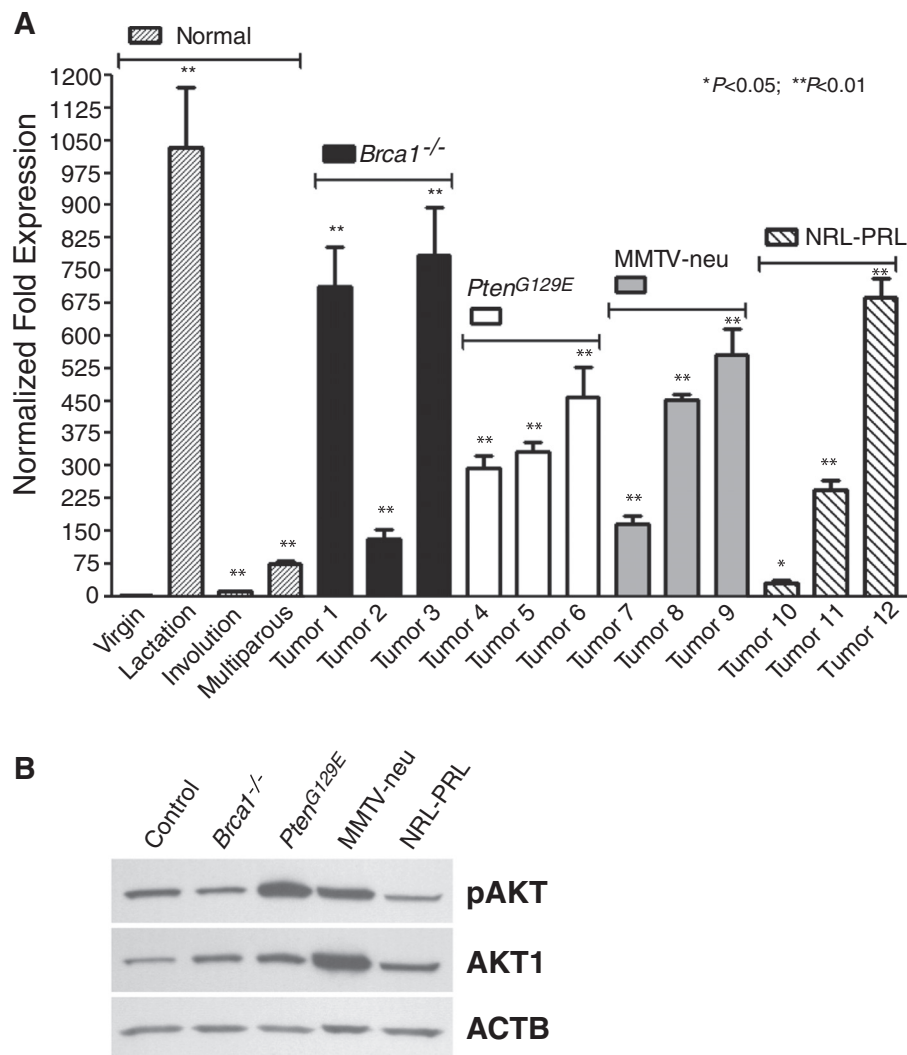 A
Normal
*P<0.05; **P<0.01
Normalized Fold Expression
1200
1125
1050
975
900
825
750
675
600
525
450
375
300
225
150
75
0
**
**
**
Brca1-/-
**
**
**
PtenG129E
**
**
**
MMTV-neu
**
**
**
NRL-PRL
*
**
**
Virgin
Lactation
Involution
Multiparous
Tumor 1
Tumor 2
Tumor 3
Tumor 4
Tumor 5
Tumor 6
Tumor 7
Tumor 8
Tumor 9
Tumor 10
Tumor 11
Tumor 12
B
Control
Brca1-/-
PtenG129E
MMTV-neu
NRL-PRL
pAKT
AKT1
ACTB